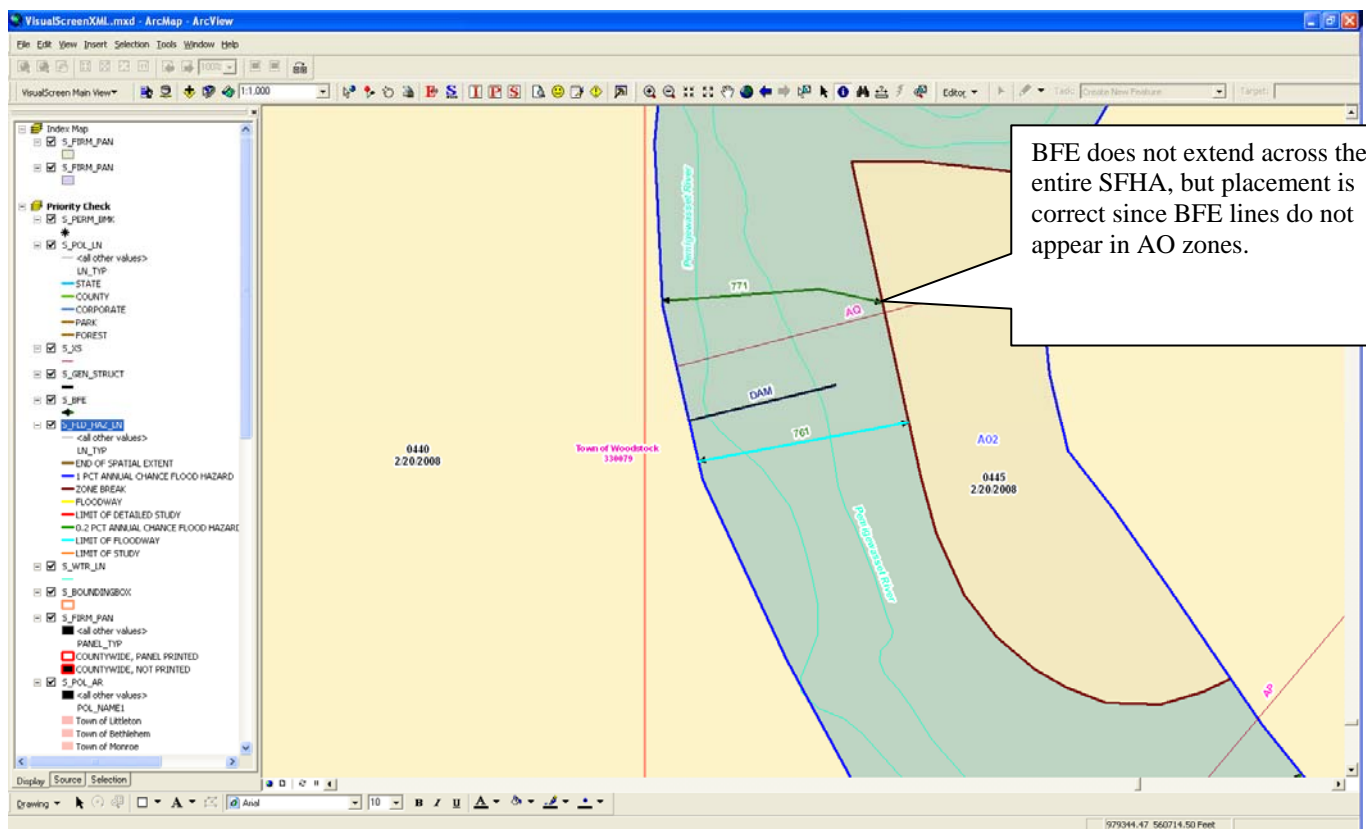 VisualScreenXML.mxd - ArcMap - ArcView
File Edit View Insert Selection Tools Window Help
100%
VisualScreen Main View 1:1,000 Editor Task: Create New Feature Target:
Index Map
S_FIRM_PAN
S_FIRM_PAN
Priority Check
S_PERM_BMK
S_POL_LN
<all other values>
LN_TYP
STATE
COUNTY
CORPORATE
PARK
FOREST
S_XS
S_GEN_STRUCT
S_BFE
S_FLD_HAZ_LN
<all other values>
LN_TYP
END OF SPATIAL EXTENT
1 PCT ANNUAL CHANCE FLOOD HAZARD
ZONE BREAK
FLOODWAY
LIMIT OF DETAILED STUDY
0.2 PCT ANNUAL CHANCE FLOOD HAZARD
LIMIT OF FLOODWAY
LIMIT OF STUDY
S_WTR_LN
S_BOUNDINGBOX
S_FIRM_PAN
<all other values>
PANEL_TYP
COUNTYWIDE, PANEL PRINTED
COUNTYWIDE, NOT PRINTED
S_POL_AR
<all other values>
POL_NAME1
Town of Littleton
Town of Bethlehem
Town of Monroe
Display Source Selection
BFE does not extend across the
entire SFHA, but placement is
correct since BFE lines do not
appear in AO zones.
Pemigewasset River
771
AQ
DAM
761
0440
2/20/2008
Town of Woodstock
330079
AO2
0445
2/20/2008
Pemigewasset River
AP
Drawing A Arial 10 B I U A
979344.47 560714.50 Feet